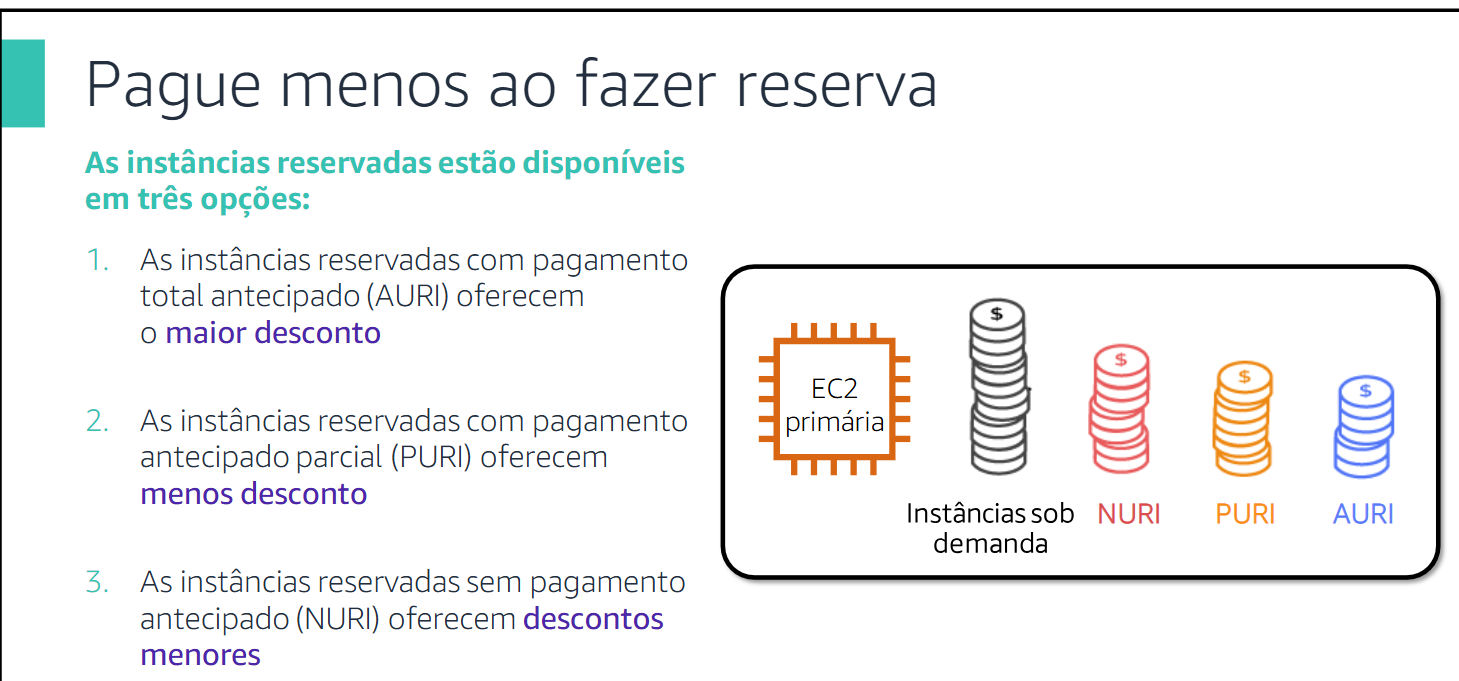 Pague menos ao fazer reserva
As instâncias reservadas estão disponíveis
em três opções:
1. As instâncias reservadas com pagamento
total antecipado (AURI) oferecem
o maior desconto
2. As instâncias reservadas com pagamento
antecipado parcial (PURI) oferecem
menos desconto
3. As instâncias reservadas sem pagamento
antecipado (NURI) oferecem descontos
menores
EC2
primária
$
$
$
$
Instâncias sob
demanda
NURI
PURI
AURI